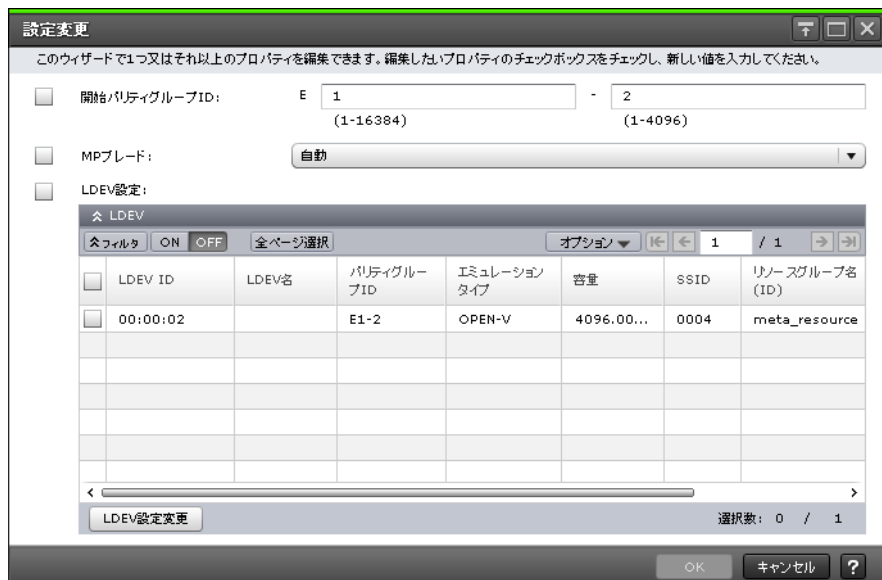 設定変更
このウィザードで1つ又はそれ以上のプロパティを編集できます。編集したいプロパティのチェックボックスをチェックし、新しい値を入力してください。
開始パリティグループID: E 1 - 2
(1-16384) (1-4096)
MPブレード: 自動
LDEV設定:
LDEV
フィルタ ON OFF 全ページ選択 オプション 1 / 1
LDEV ID LDEV名 パリティグループID エミュレーションタイプ 容量 SSID リソースグループ名(ID)
00:00:02 E1-2 OPEN-V 4096.00... 0004 meta_resource
LDEV設定変更 選択数: 0 / 1
OK キャンセル ?